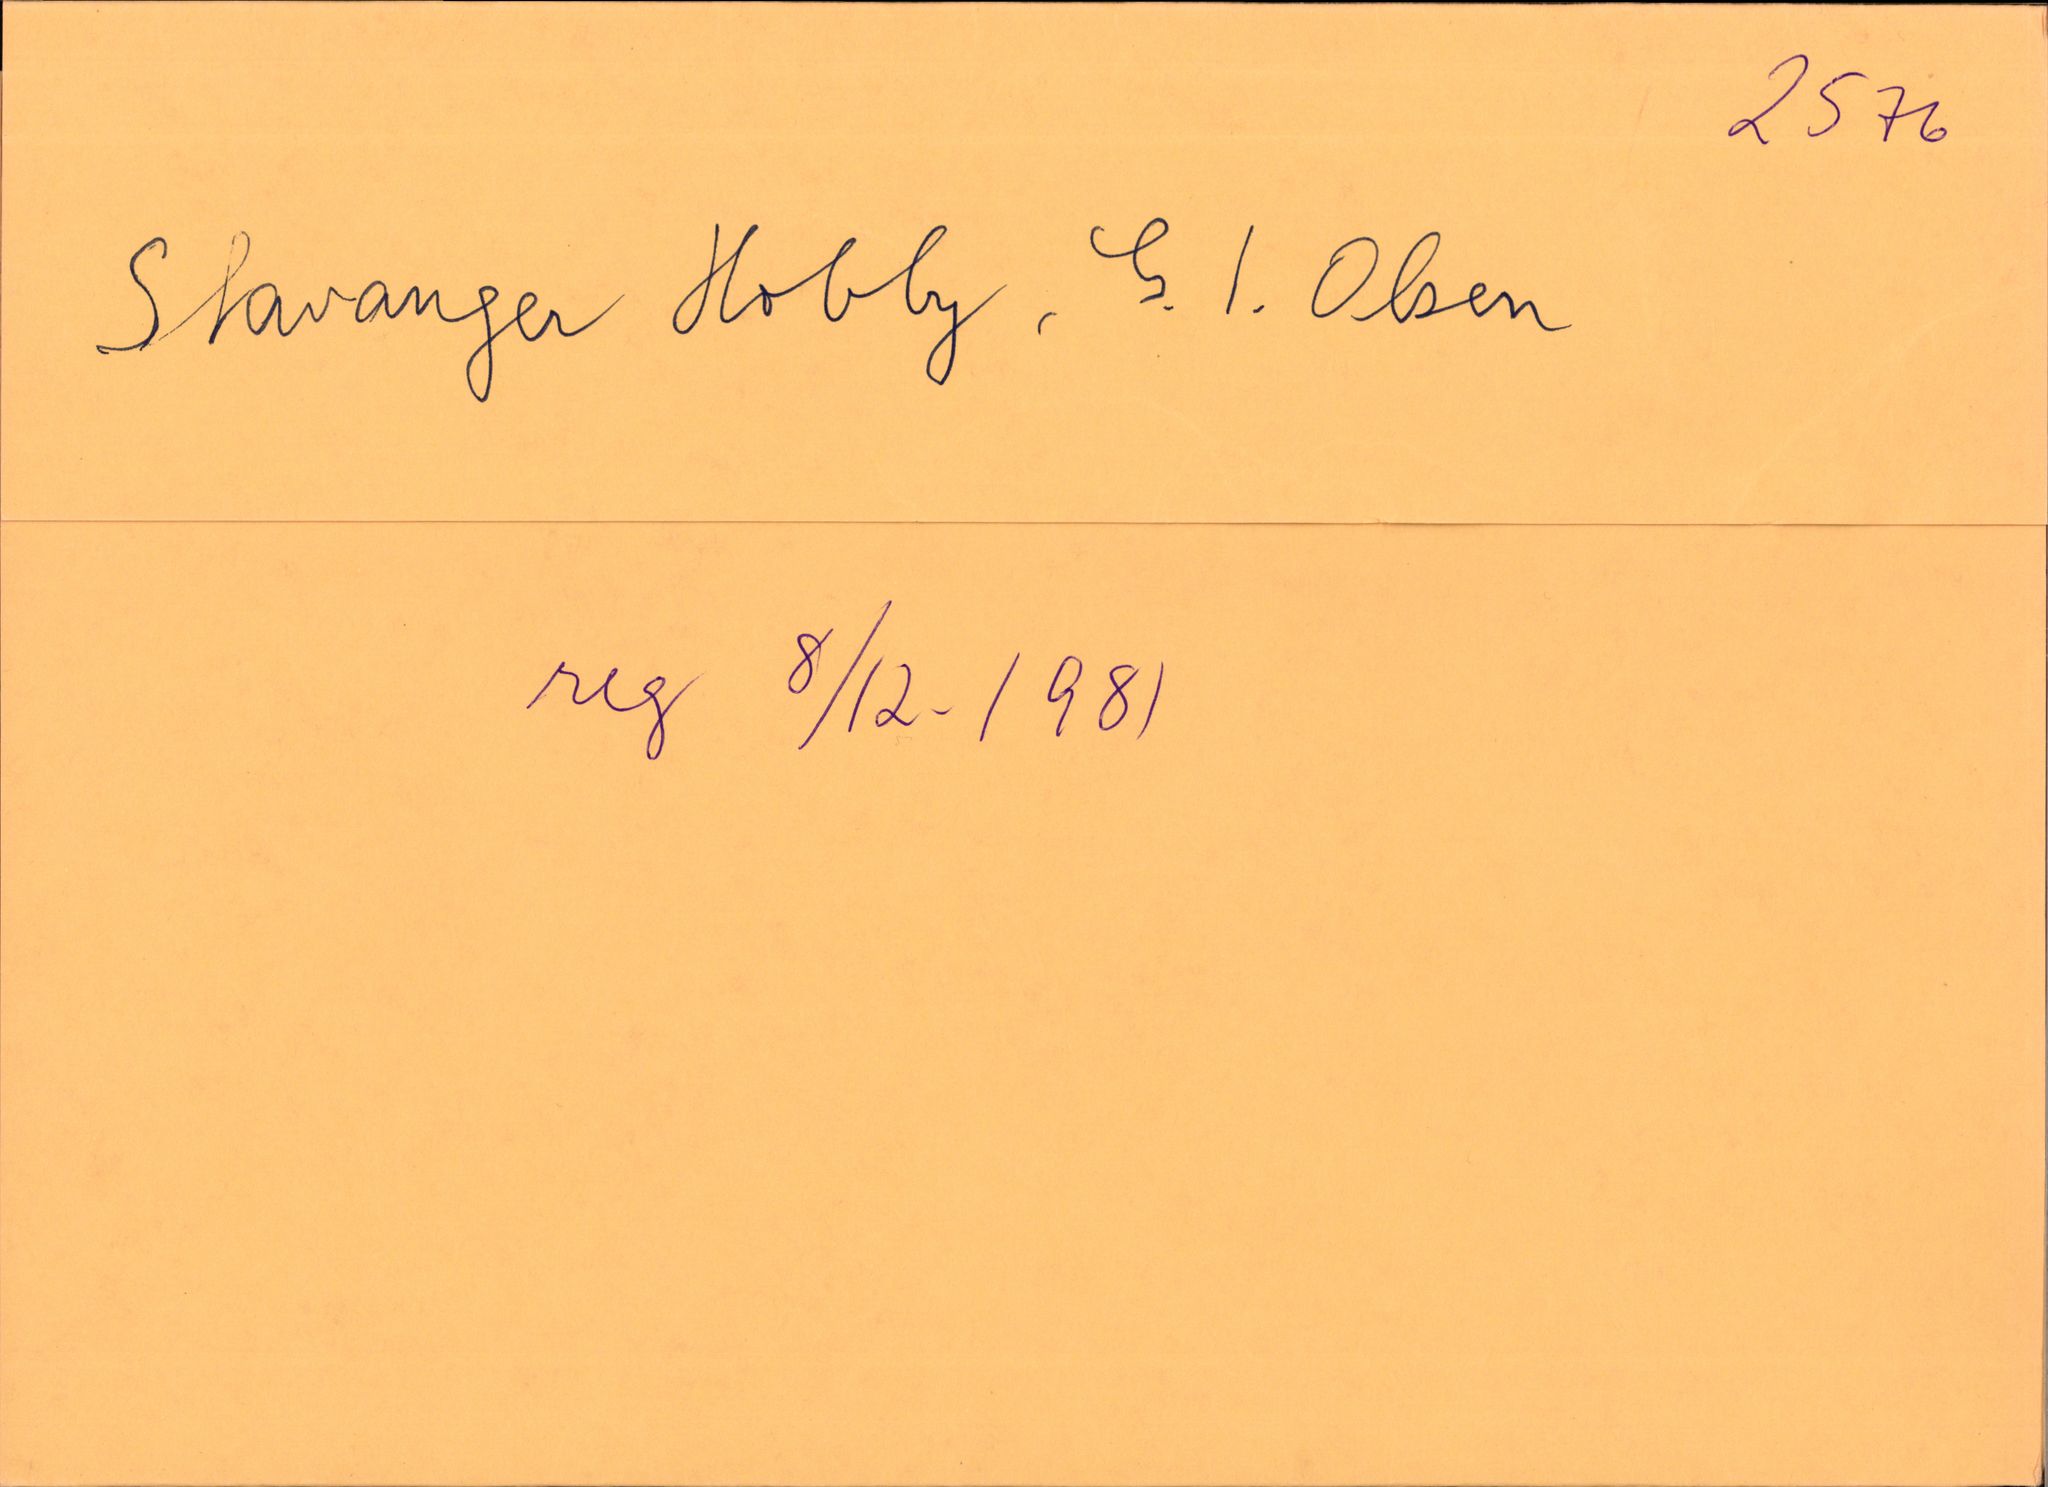 2576
Stavanger Hobby, G. I. Olsen
reg 8/12-1981